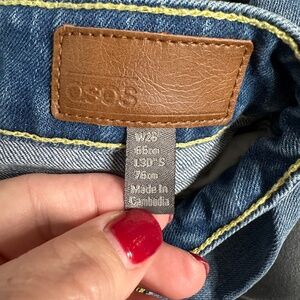 asos
W26
66cm
L30" S
76cm
Made In
Cambodia